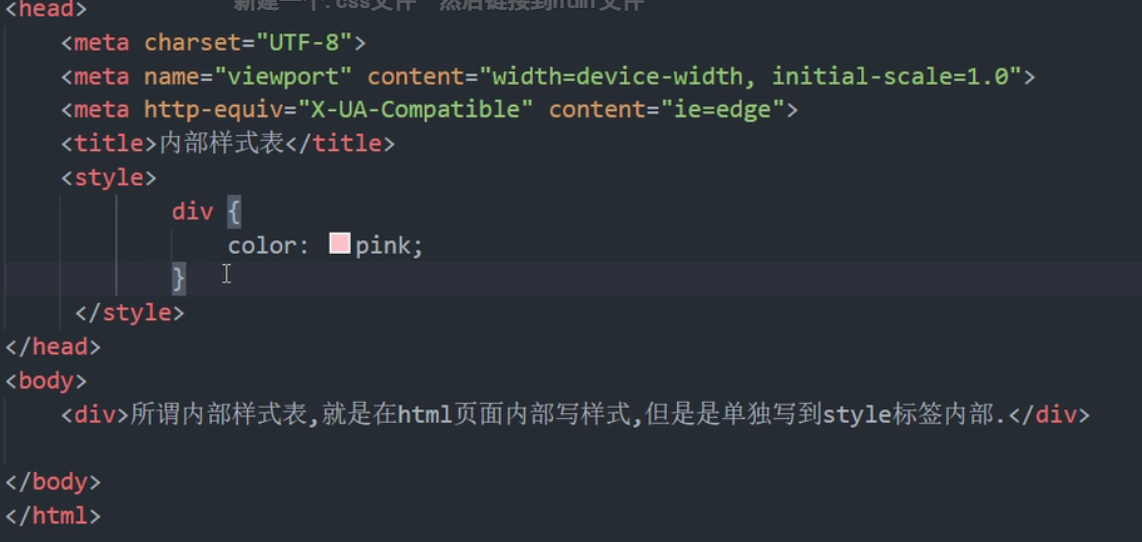 <head>
新建一个.css文件 然后链接到html文件
<meta charset="UTF-8">
<meta name="viewport" content="width=device-width, initial-scale=1.0">
<meta http-equiv="X-UA-Compatible" content="ie=edge">
<title>内部样式表</title>
<style>
div {
color: pink;
}
</style>
</head>
<body>
<div>所谓内部样式表,就是在html页面内部写样式,但是是单独写到style标签内部.</div>
</body>
</html>